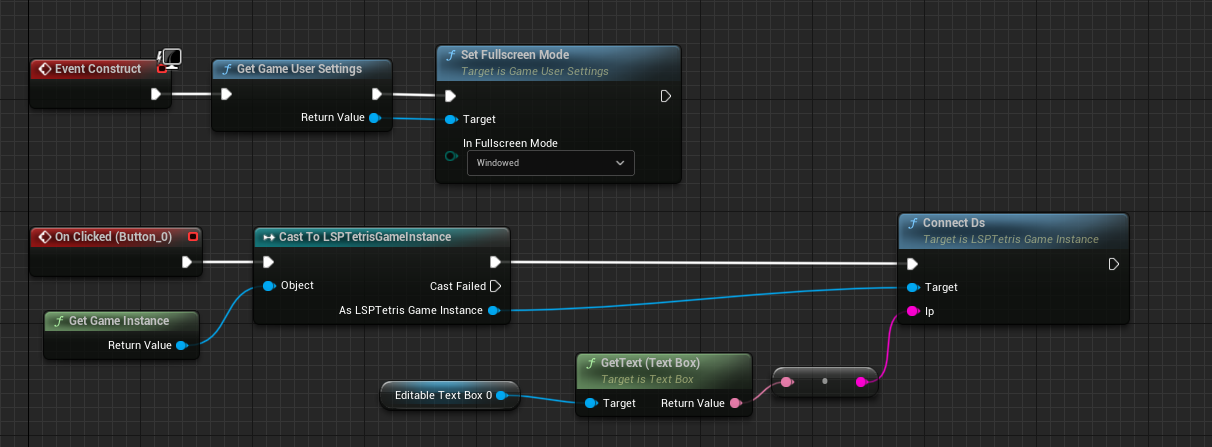 Event Construct
Get Game User Settings
Return Value
Set Fullscreen Mode
Target is Game User Settings
Target
In Fullscreen Mode
Windowed
On Clicked (Button_0)
Cast To LSPTetrisGameInstance
Object
Cast Failed
As LSPTetris Game Instance
Get Game Instance
Return Value
Connect Ds
Target is LSPTetris Game Instance
Target
Ip
Editable Text Box 0
GetText (Text Box)
Target is Text Box
Target
Return Value